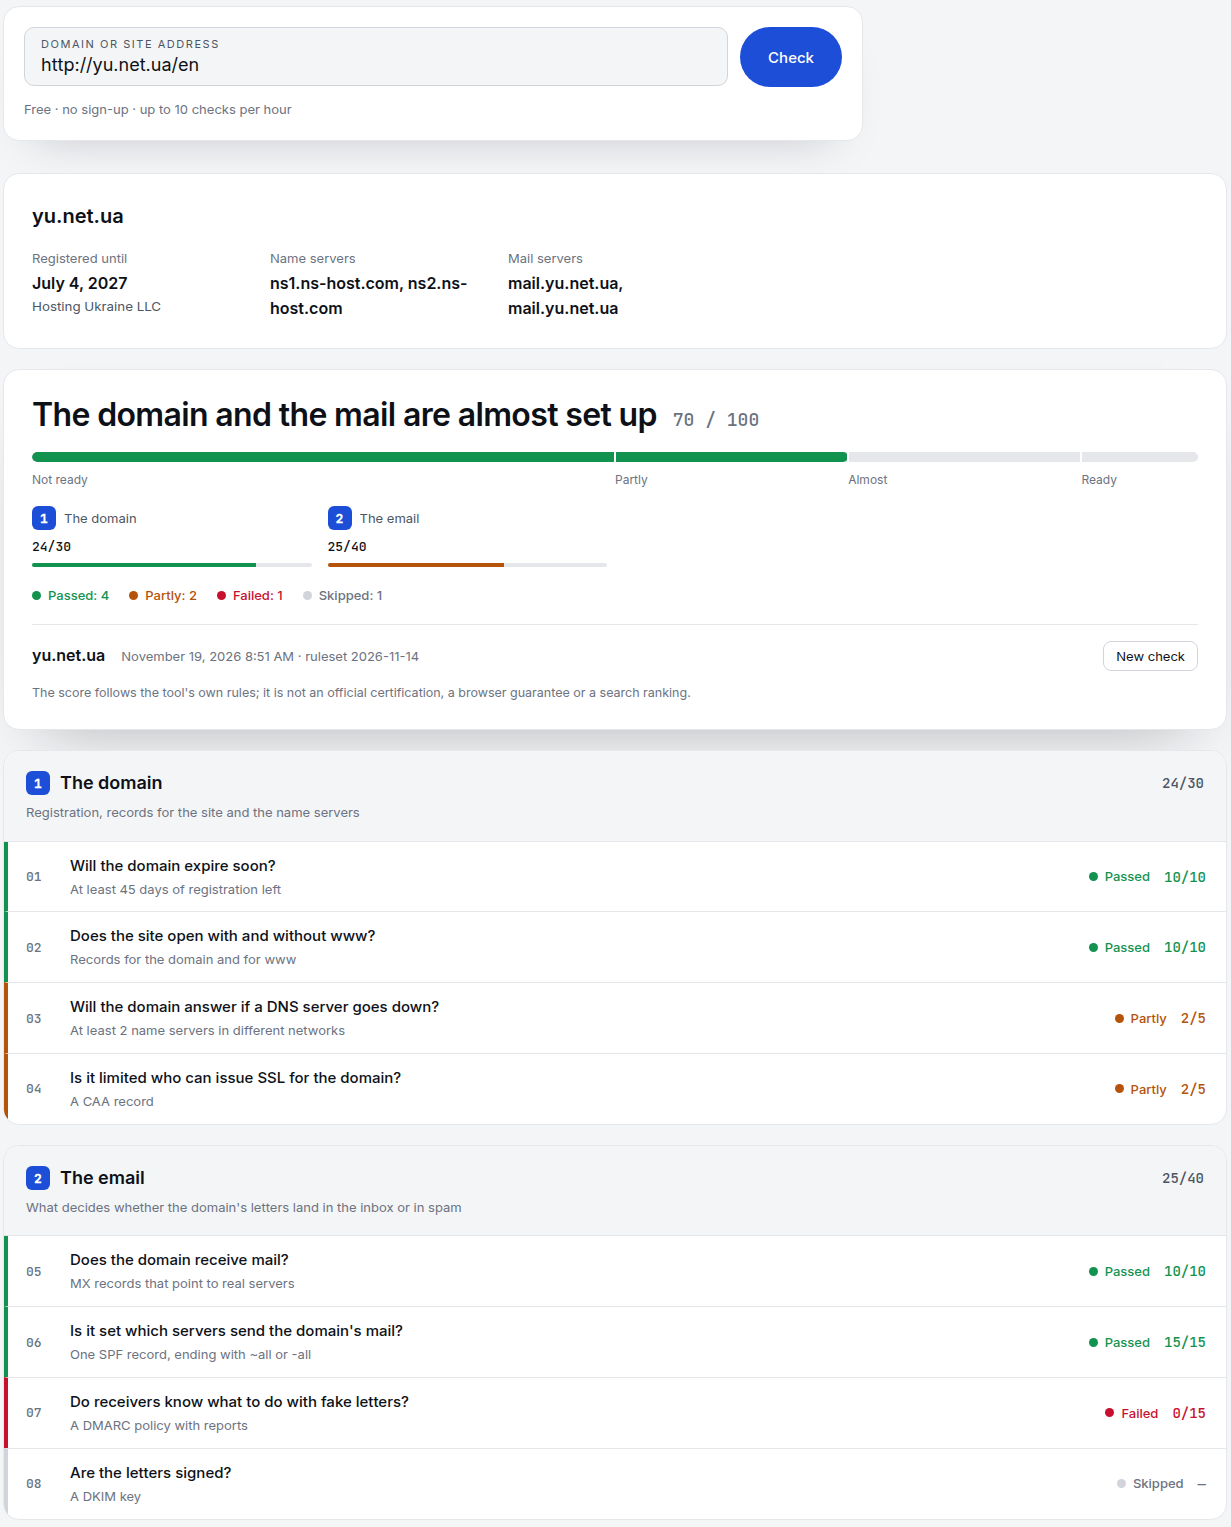 DOMAIN OR SITE ADDRESS
http://yu.net.ua/en
Check
Free · no sign-up · up to 10 checks per hour
yu.net.ua
Registered until
July 4, 2027
Hosting Ukraine LLC
Name servers
ns1.ns-host.com, ns2.ns-
host.com
Mail servers
mail.yu.net.ua,
mail.yu.net.ua
The domain and the mail are almost set up 70 / 100
Not ready Partly Almost Ready
1 The domain
24/30
2 The email
25/40
Passed: 4 Partly: 2 Failed: 1 Skipped: 1
yu.net.ua November 19, 2026 8:51 AM · ruleset 2026-11-14
New check
The score follows the tool's own rules; it is not an official certification, a browser guarantee or a search ranking.
1 The domain 24/30
Registration, records for the site and the name servers
01 Will the domain expire soon? Passed 10/10
At least 45 days of registration left
02 Does the site open with and without www? Passed 10/10
Records for the domain and for www
03 Will the domain answer if a DNS server goes down? Partly 2/5
At least 2 name servers in different networks
04 Is it limited who can issue SSL for the domain? Partly 2/5
A CAA record
2 The email 25/40
What decides whether the domain's letters land in the inbox or in spam
05 Does the domain receive mail? Passed 10/10
MX records that point to real servers
06 Is it set which servers send the domain's mail? Passed 15/15
One SPF record, ending with ~all or -all
07 Do receivers know what to do with fake letters? Failed 0/15
A DMARC policy with reports
08 Are the letters signed? Skipped –
A DKIM key